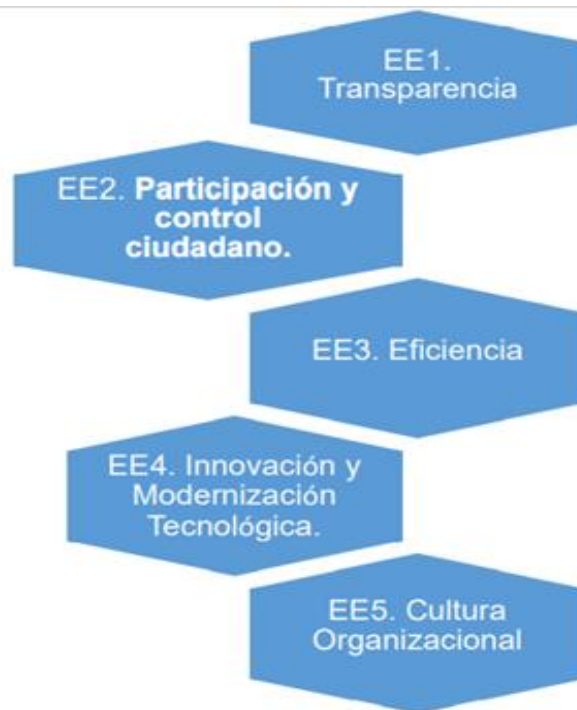 EE1.
Transparencia
EE2. Participación y
control
ciudadano.
EE3. Eficiencia
EE4. Innovación y
Modernización
Tecnológica.
EE5. Cultura
Organizacional